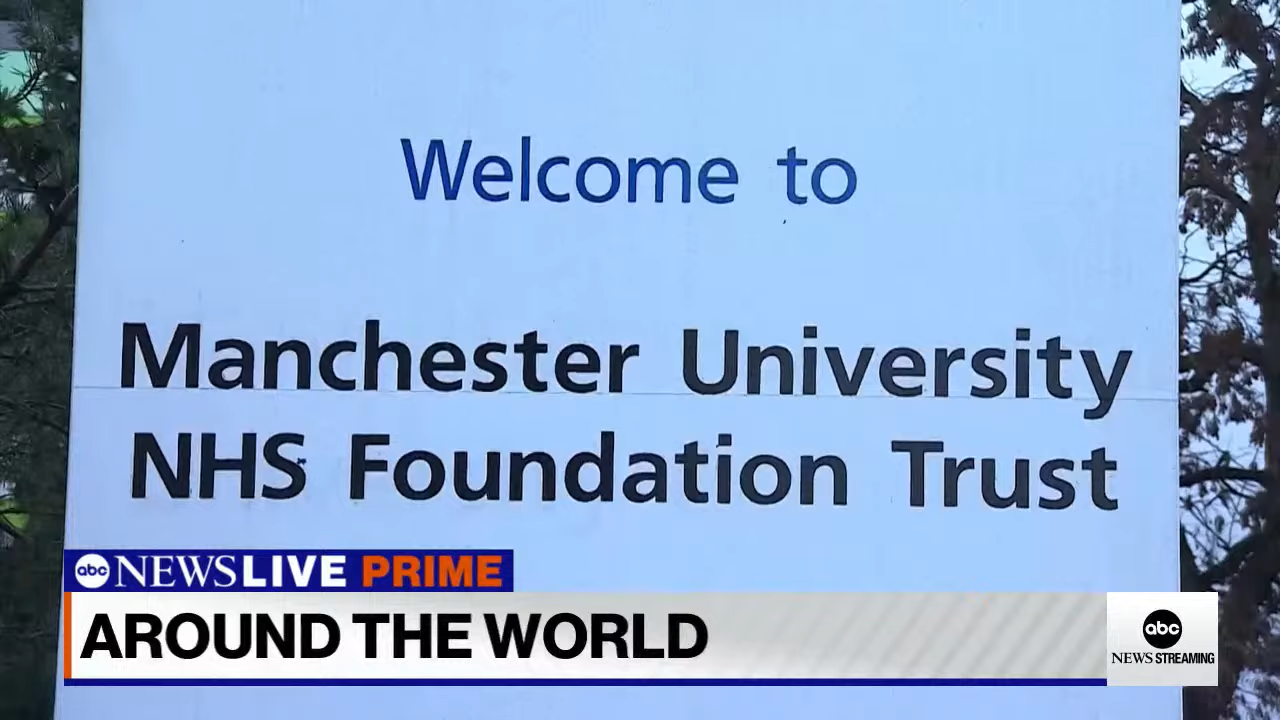 Welcome to
Manchester University
NHS Foundation Trust
abc NEWS LIVE PRIME
AROUND THE WORLD
abc
NEWS STREAMING